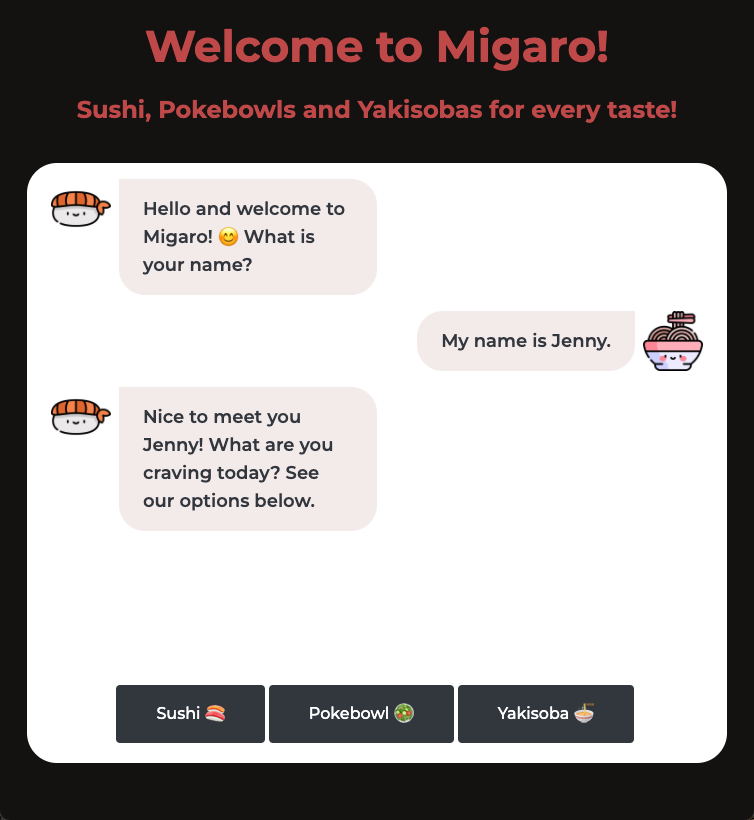 Welcome to Migaro!
Sushi, Pokebowls and Yakisobas for every taste!
Hello and welcome to
Migaro! 😊 What is
your name?
My name is Jenny.
Nice to meet you
Jenny! What are you
craving today? See
our options below.
Sushi 🍣
Pokebowl 🥗
Yakisoba 🍜